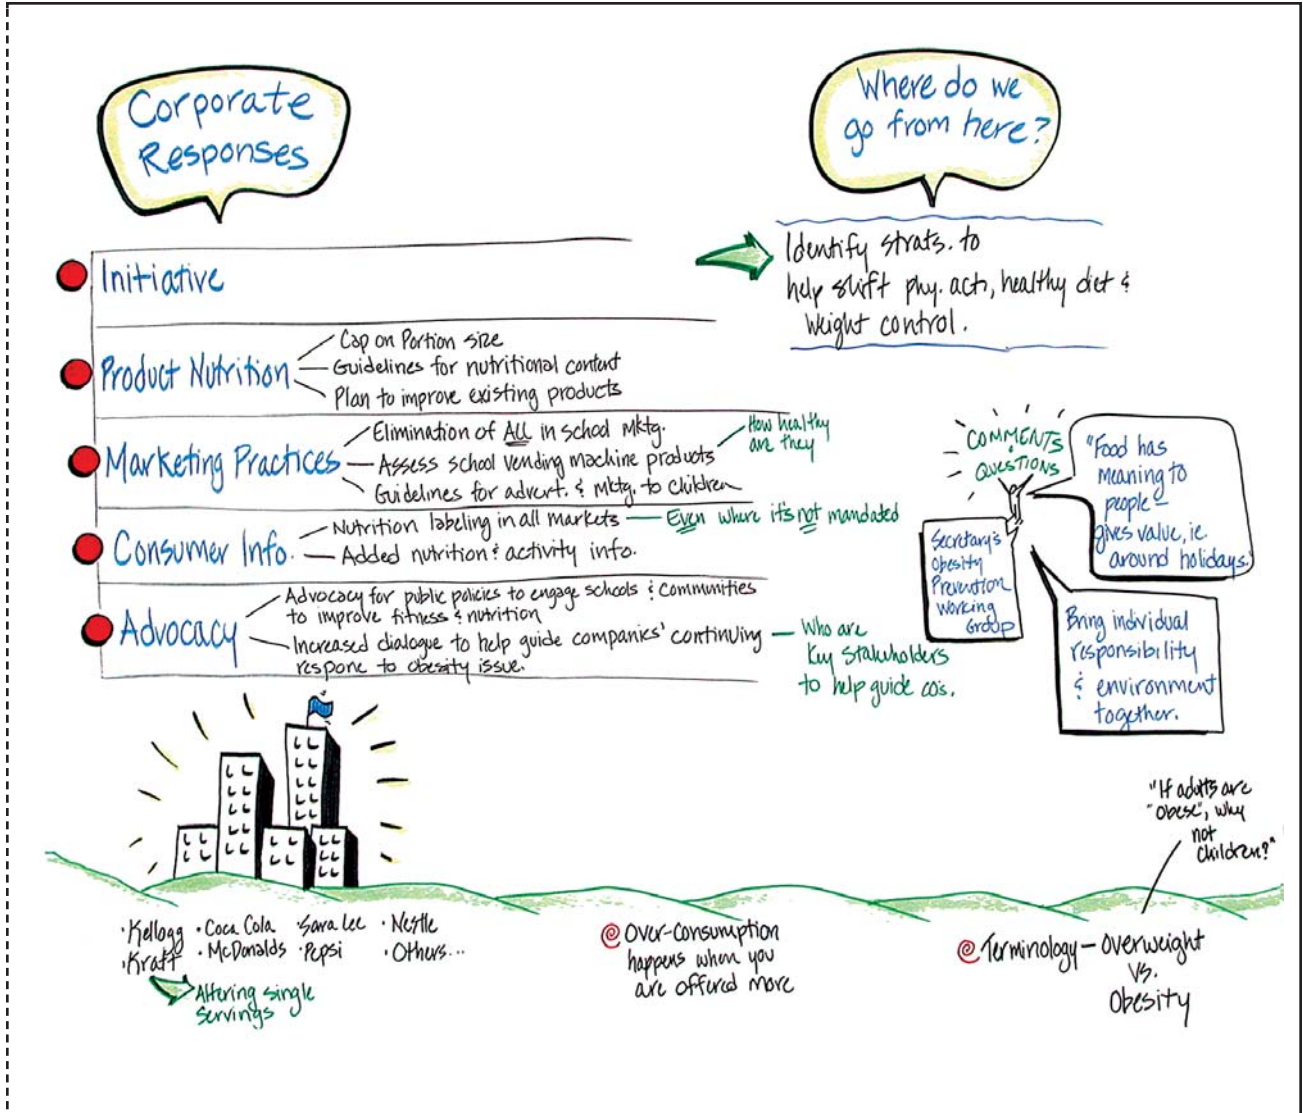 Corporate
Responses
Initiative
Product Nutrition
Cap on Portion size
Guidelines for nutritional content
Plan to improve existing products
Marketing Practices
Elimination of All in school Mktg.
Assess school vending machine products
How healthy
are they
Guidelines for advert. & Mktg. to children
Consumer Info.
Nutrition labeling in all markets — Even where it's not mandated
Added nutrition & activity info.
Advocacy
Advocacy for public policies to engage schools & communities
to improve fitness & nutrition
Increased dialogue to help guide companies' continuing
respone to obesity issue.
Who are
Key Stakeholders
to help guide co's.
Where do we
go from here?
Identify strats. to
help shift phy. act., healthy diet &
Weight control.
COMMENTS &
QUESTIONS
"Food has
meaning to
people —
gives value, ie.
around holidays.
Secretary's
Obesity
Prevention
Working
Group
Bring individual
responsibility
& environment
together.
·Kellogg
·Kraft
·Coca Cola
·McDonalds
·Sara Lee
·Pepsi
·Nestle
·Others...
Altering single
servings
Over-consumption
happens when you
are offered more
"If adults are
"obese", why
not
children?"
Terminology — Overweight
vs.
Obesity